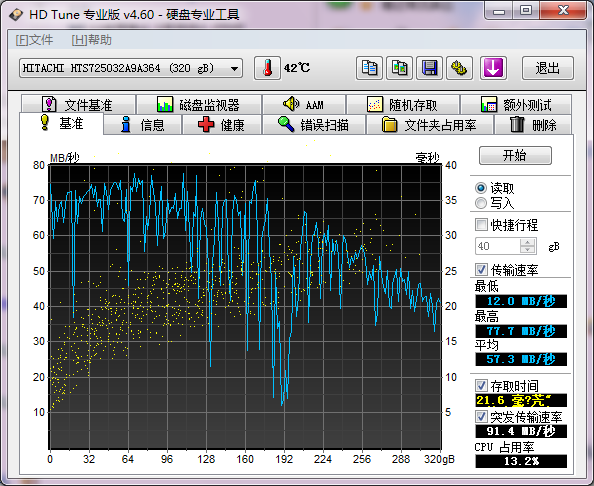 HD Tune 专业版 v4.60 - 硬盘专业工具
[F]文件 [H]帮助
HITACHI HTS725032A9A364 (320 gB)
42℃
退出
文件基准 磁盘监视器 AAM 随机存取 额外测试
基准 信息 健康 错误扫描 文件夹占用率 删除
MB/秒 毫秒
80 40
70 35
60 30
50 25
40 20
30 15
20 10
10 5
0 32 64 96 128 160 192 224 256 288 320gB
开始
读取
写入
快捷行程
40 gB
传输速率
最低
12.0 MB/秒
最高
77.7 MB/秒
平均
57.3 MB/秒
存取时间
21.6 毫?芫"
突发传输速率
91.4 MB/秒
CPU 占用率
13.2%